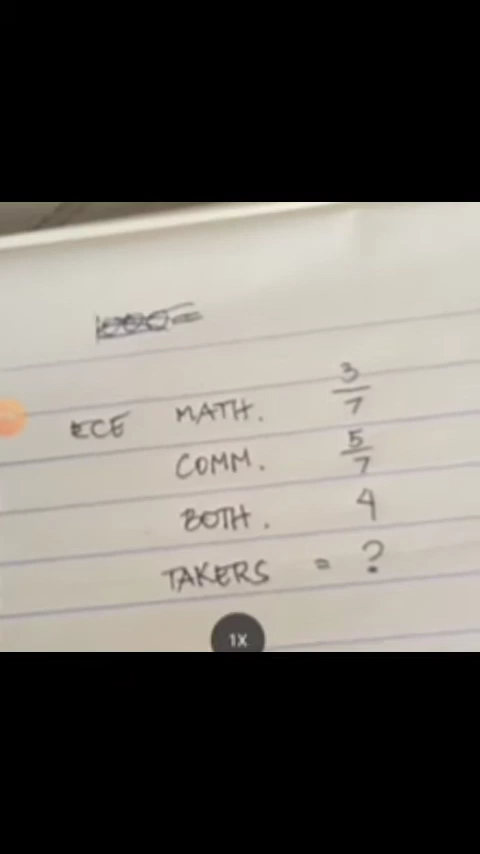 ECE MATH. 3/7
COMM. 5/7
BOTH. 4
TAKERS = ?
1X